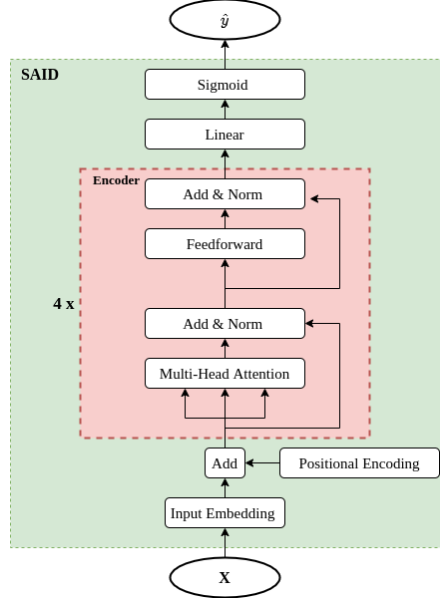 ŷ
SAID
Sigmoid
Linear
Encoder
Add & Norm
Feedforward
4 x
Add & Norm
Multi-Head Attention
Add
Positional Encoding
Input Embedding
X